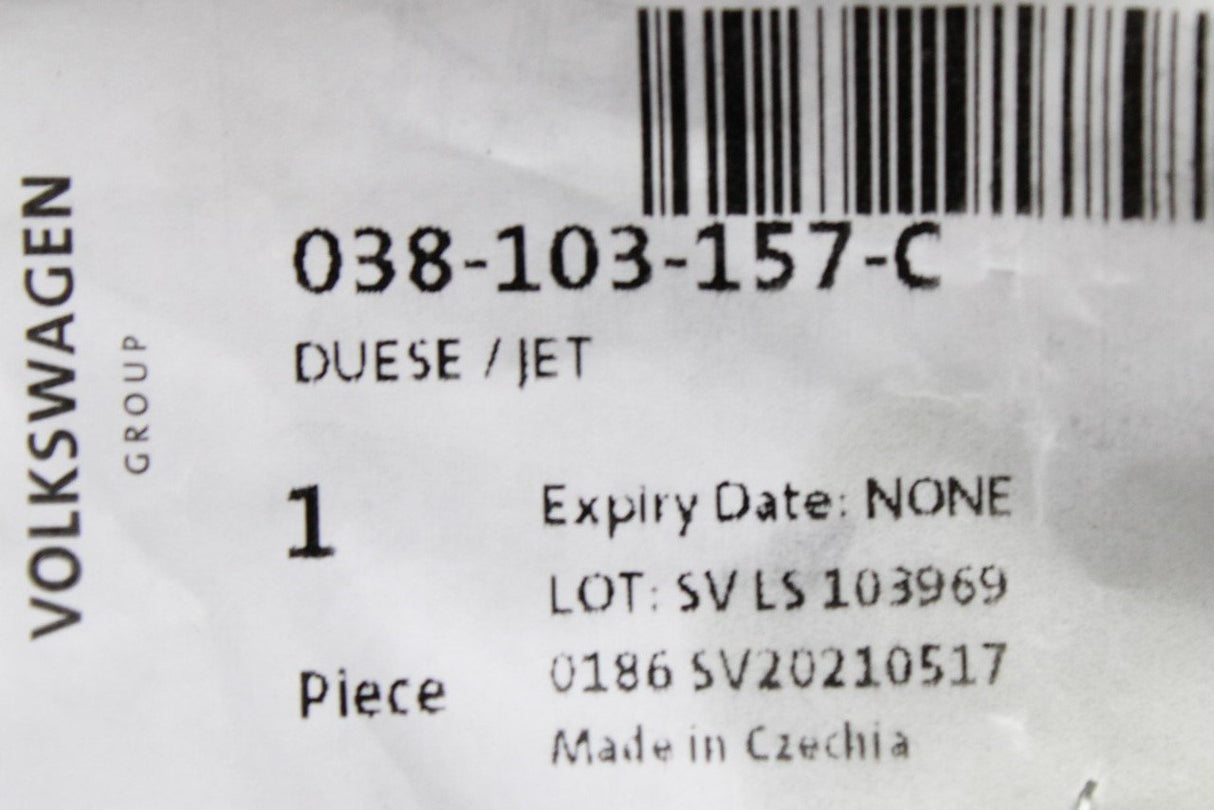 VOLKSWAGEN
GROUP
038-103-157-C
DUESE / JET
1
Expiry Date: NONE
LOT: SV LS 103969
0186 SV20210517
Piece
Made in Czechia